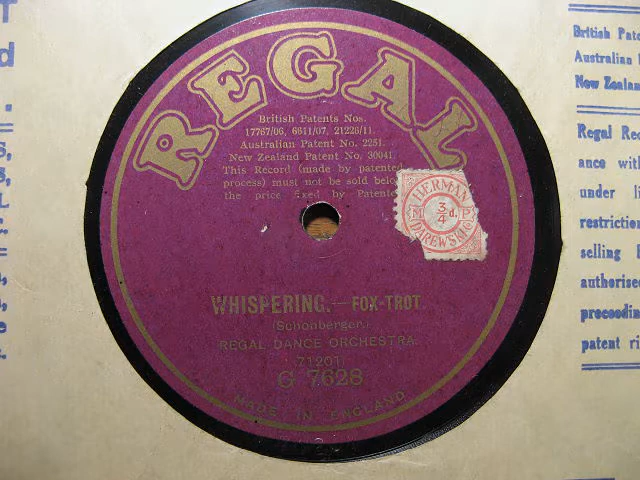 REGAL
British Patents Nos.
17767/06, 6611/07, 21226/11.
Australian Patent No. 2251.
New Zealand Patent No. 30041.
This Record (made by patented
process) must not be sold below
the price fixed by Patentee
HERMAN
M 3/4 d. P
DAREWSKI
WHISPERING.—FOX-TROT.
(Schonberger.)
REGAL DANCE ORCHESTRA.
71201
G 7628
MADE IN ENGLAND
British Pate
Australian
New Zealan
Regal Rec
ance with
under li
restriction
selling
authorise
proceedin
patent ri